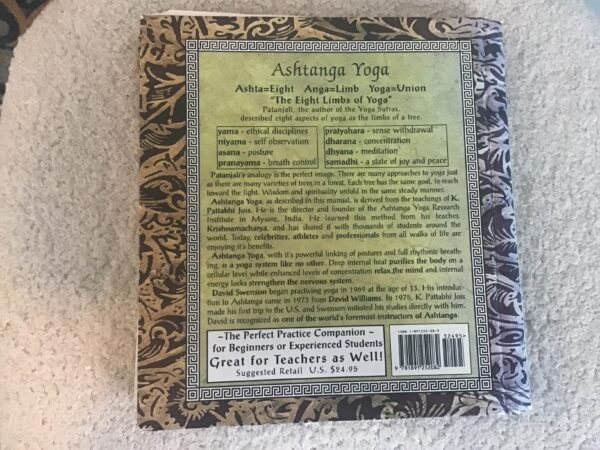 Ashtanga Yoga
Ashta=Eight Anga=Limb Yoga=Union
"The Eight Limbs of Yoga"
Patanjali, the author of the Yoga Sutras,
described eight aspects of yoga as the limbs of a tree.
yama - ethical disciplines
niyama - self observation
asana - posture
pranayama - breath control
pratyahara - sense withdrawal
dharana - concentration
dhyana - meditation
samadhi - a state of joy and peace
Patanjali's analogy is the perfect image. There are many approaches to yoga just
as there are many varieties of trees in a forest. Each tree has the same goal, to reach
toward the light. Wisdom and spirituality unfold in the same steady manner.
Ashtanga Yoga, as described in this manual, is derived from the teachings of K.
Pattabhi Jois. He is the director and founder of the Ashtanga Yoga Research
Institute in Mysore, India. He learned this method from his teacher,
Krishnamacharya, and has shared it with thousands of students around the
world. Today, celebrities, athletes and professionals from all walks of life are
enjoying it's benefits.
Ashtanga Yoga, with it's powerful linking of postures and full rhythmic breath-
ing, is a yoga system like no other. Deep internal heat purifies the body on a
cellular level while enhanced levels of concentration relax the mind and internal
energy locks strengthen the nervous system.
David Swenson began practicing yoga in 1969 at the age of 13. His introduc-
tion to Ashtanga came in 1973 from David Williams. In 1975, K. Pattabhi Jois
made his first trip to the U.S. and Swenson initiated his studies directly with him.
David is recognized as one of the world's foremost instructors of Ashtanga.
~The Perfect Practice Companion ~
for Beginners or Experienced Students
Great for Teachers as Well!
Suggested Retail U.S. $24.95
ISBN 1-891252-08-9
52495>
9 781891 252082